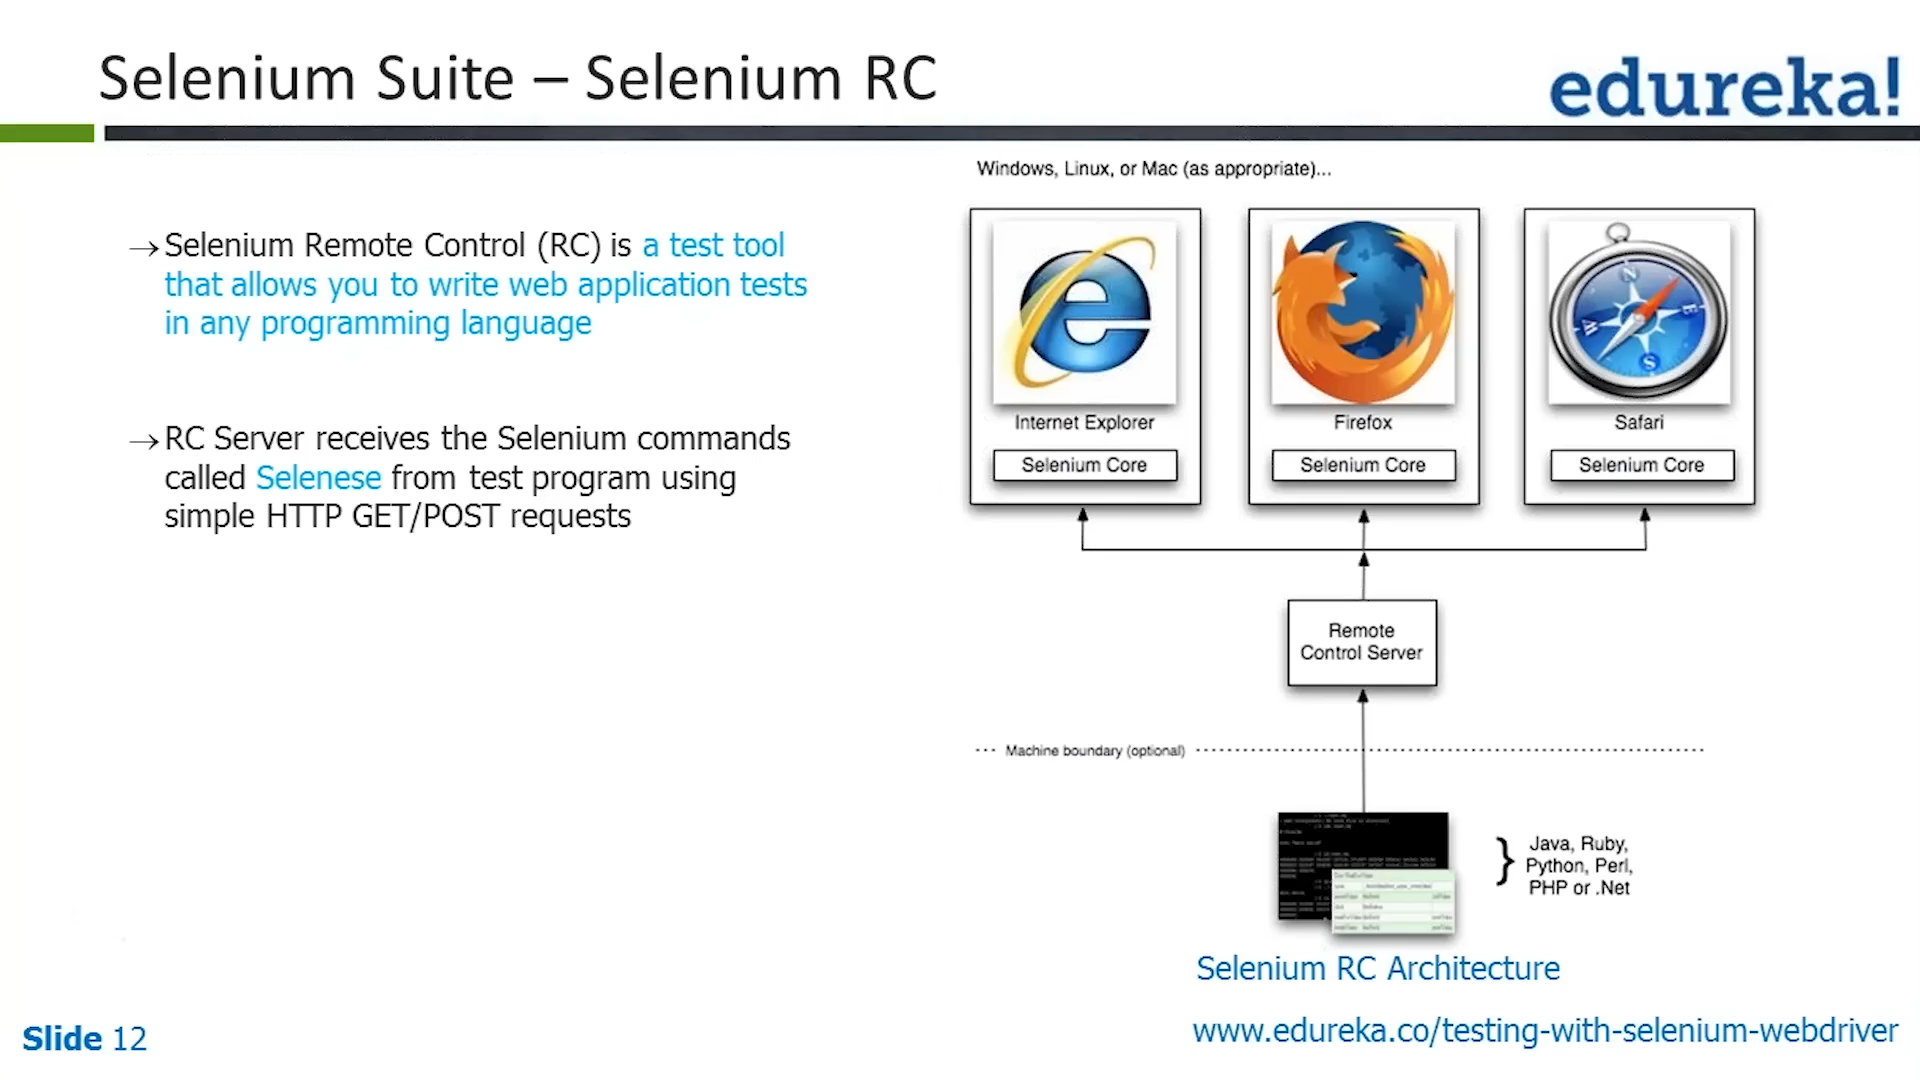 Selenium Suite – Selenium RC
edureka!
→Selenium Remote Control (RC) is a test tool
that allows you to write web application tests
in any programming language
→RC Server receives the Selenium commands
called Selenese from test program using
simple HTTP GET/POST requests
Windows, Linux, or Mac (as appropriate)...
Internet Explorer
Firefox
Safari
Selenium Core
Selenium Core
Selenium Core
Remote
Control Server
Machine boundary (optional)
} Java, Ruby,
Python, Perl,
PHP or .Net
Selenium RC Architecture
Slide 12
www.edureka.co/testing-with-selenium-webdriver